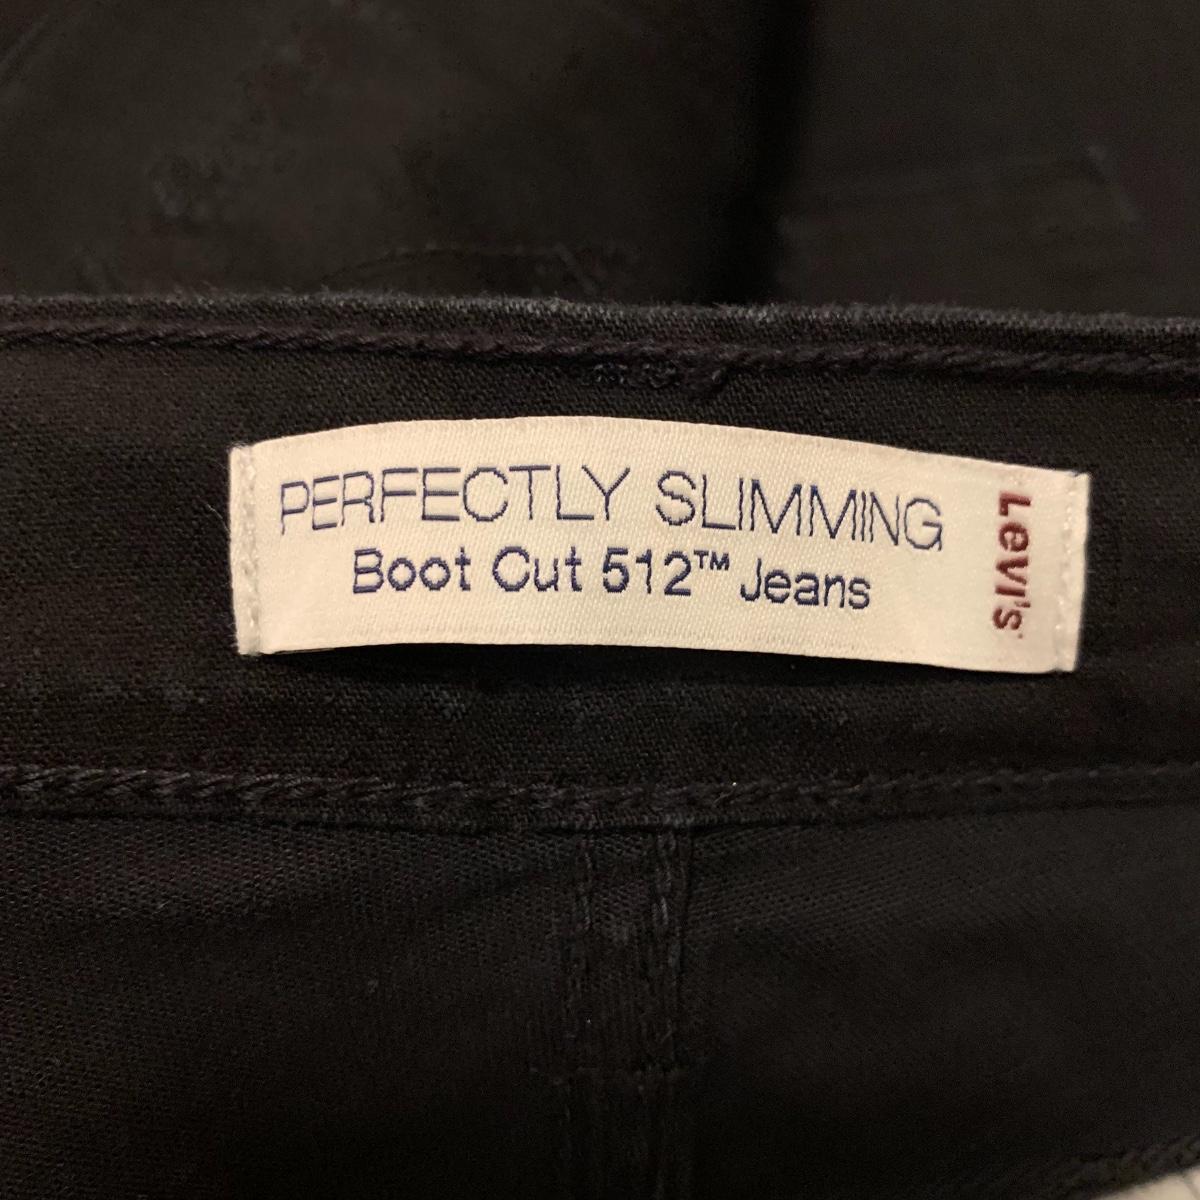 PERFECTLY SLIMMING
Boot Cut 512™ Jeans
Levi's